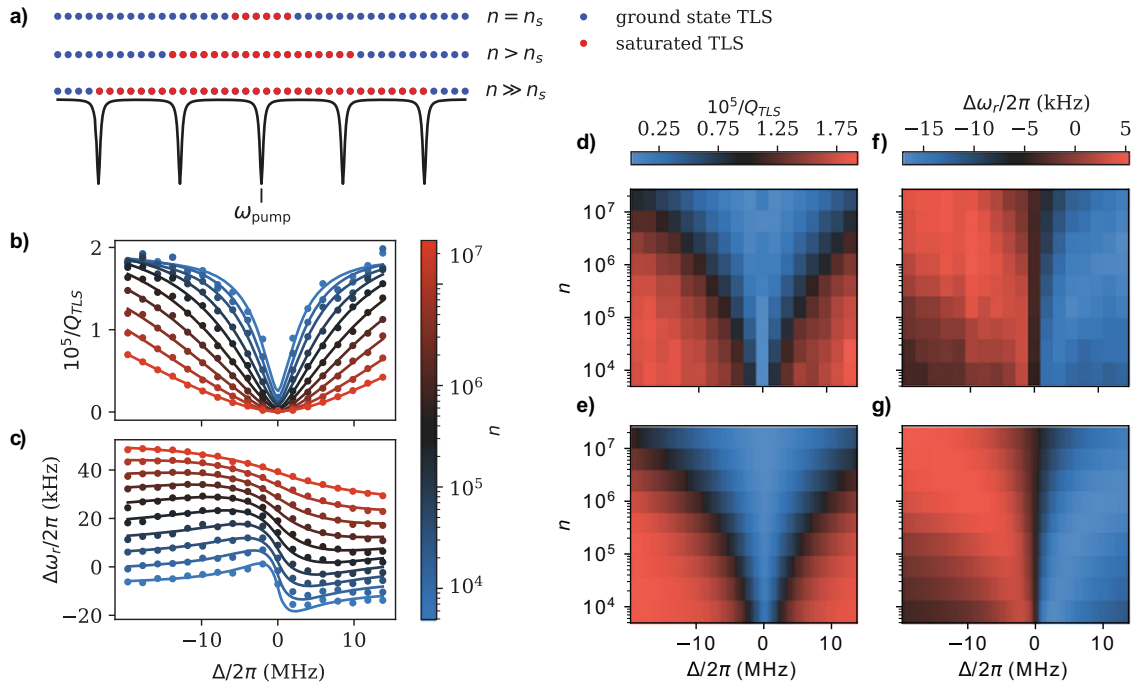 a)
n = n_s
n > n_s
n ≫ n_s
ground state TLS
saturated TLS
ω_pump
b)
10^5/Q_TLS
2
1
0
c)
Δω_r/2π (kHz)
40
20
0
−20
−10
0
10
Δ/2π (MHz)
10^7
10^6
10^5
10^4
n
d)
10^5/Q_TLS
0.25
0.75
1.25
1.75
n
10^7
10^6
10^5
10^4
f)
Δω_r/2π (kHz)
−15
−10
−5
0
5
e)
n
10^7
10^6
10^5
10^4
−10
0
10
Δ/2π (MHz)
g)
−10
0
10
Δ/2π (MHz)